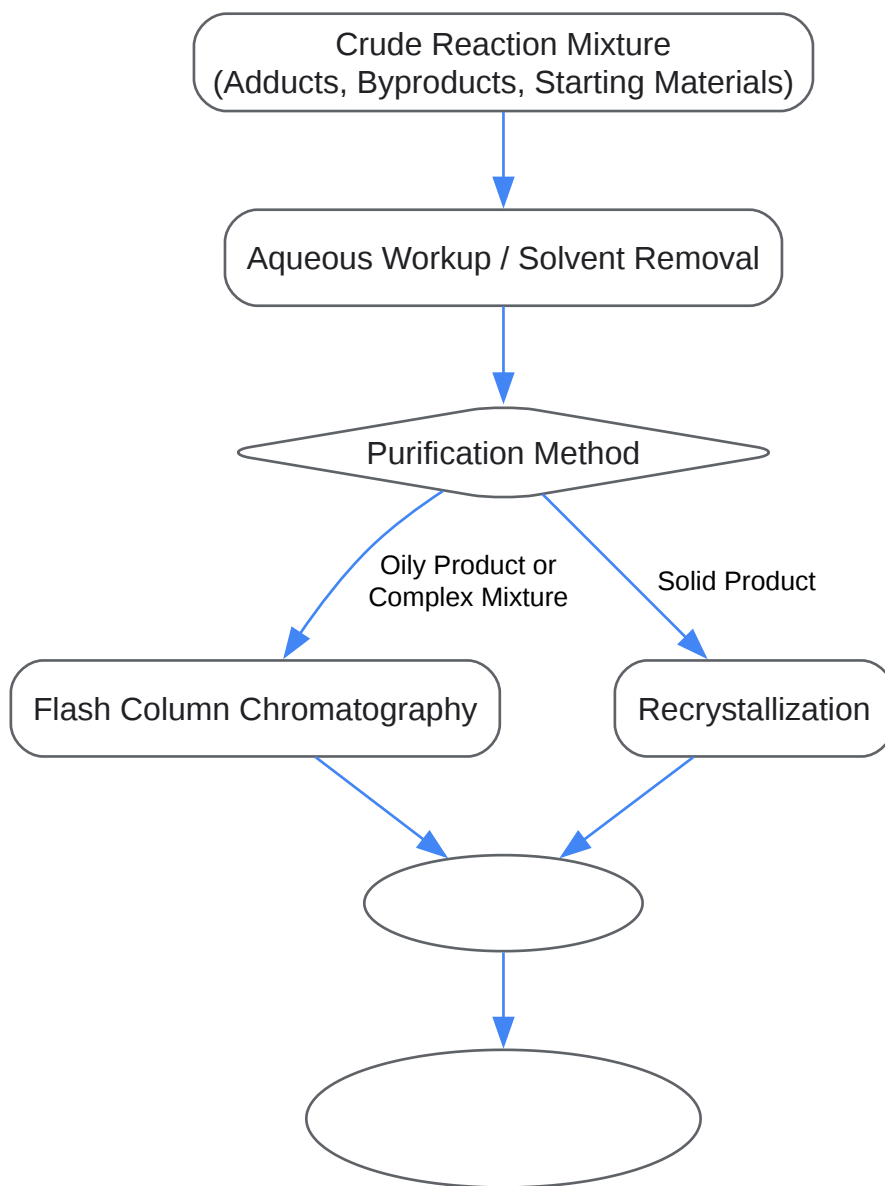 Crude Reaction Mixture
(Adducts, Byproducts, Starting Materials)
Aqueous Workup / Solvent Removal
Purification Method
Oily Product or
Complex Mixture
Solid Product
Flash Column Chromatography
Recrystallization